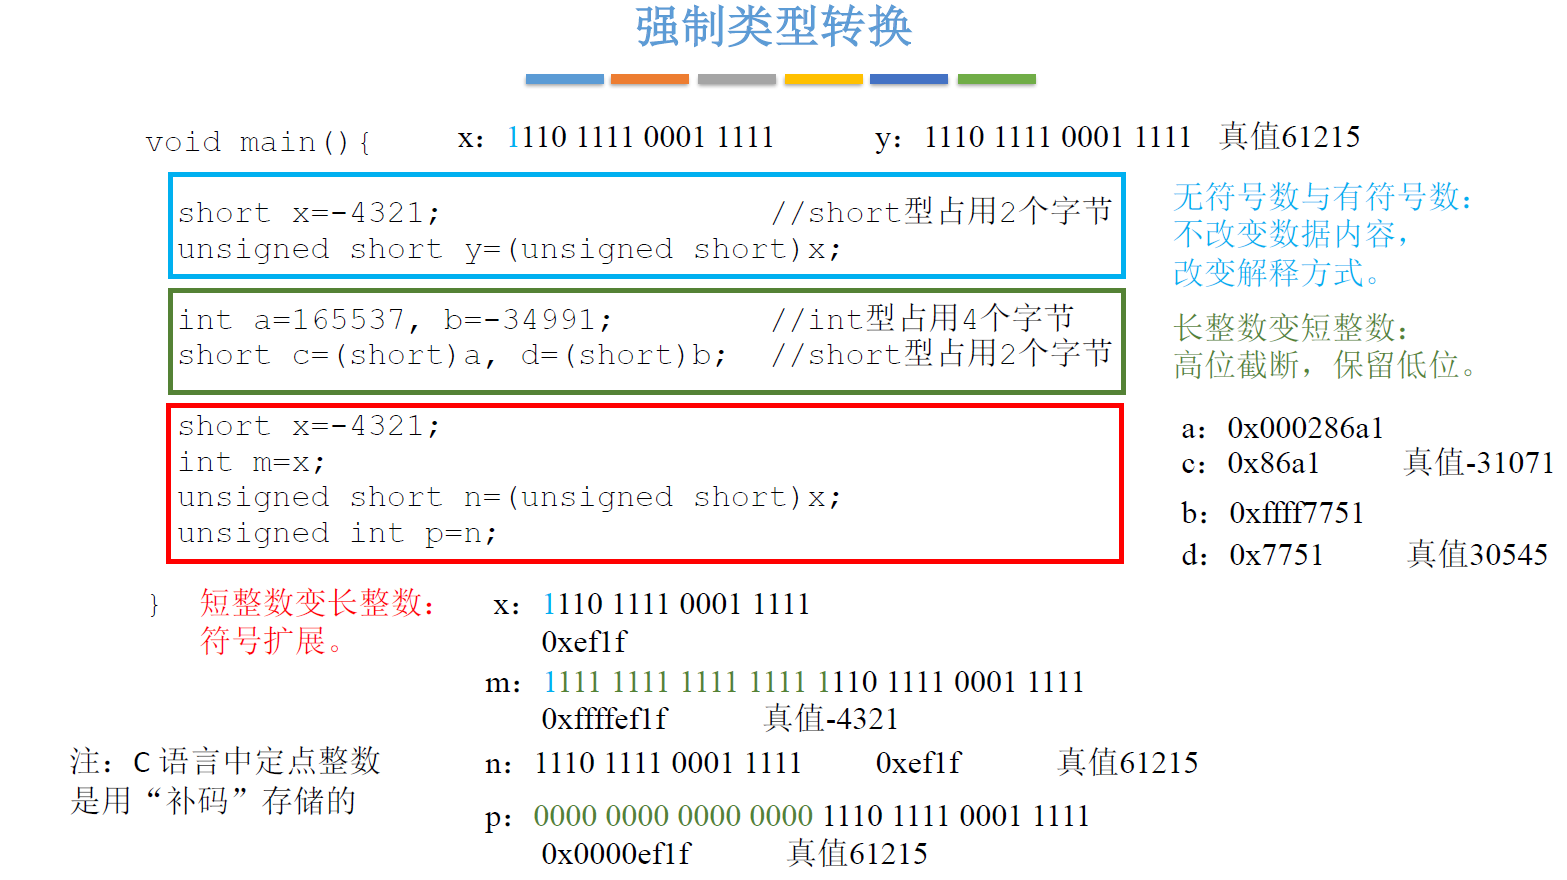 强制类型转换
void main(){
x：1110 1111 0001 1111
y：1110 1111 0001 1111 真值61215
short x=-4321; //short型占用2个字节
unsigned short y=(unsigned short)x;
无符号数与有符号数：
不改变数据内容，
改变解释方式。
int a=165537, b=-34991; //int型占用4个字节
short c=(short)a, d=(short)b; //short型占用2个字节
长整数变短整数：
高位截断，保留低位。
short x=-4321;
int m=x;
unsigned short n=(unsigned short)x;
unsigned int p=n;
a：0x000286a1
c：0x86a1 真值-31071
b：0xffff7751
d：0x7751 真值30545
}
短整数变长整数：
符号扩展。
x：1110 1111 0001 1111
0xef1f
m：1111 1111 1111 1111 1110 1111 0001 1111
0xffffef1f 真值-4321
n：1110 1111 0001 1111 0xef1f 真值61215
p：0000 0000 0000 0000 1110 1111 0001 1111
0x0000ef1f 真值61215
注：C 语言中定点整数
是用“补码”存储的